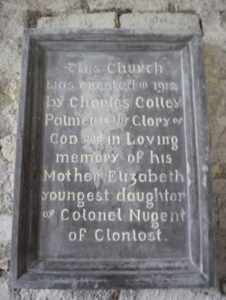 This Church
was erected in 1912
by Charles Colley
Palmer to the Glory of
GOD and in Loving
memory of his
Mother Elizabeth
youngest daughter
of Colonel Nugent
of Clonlost.